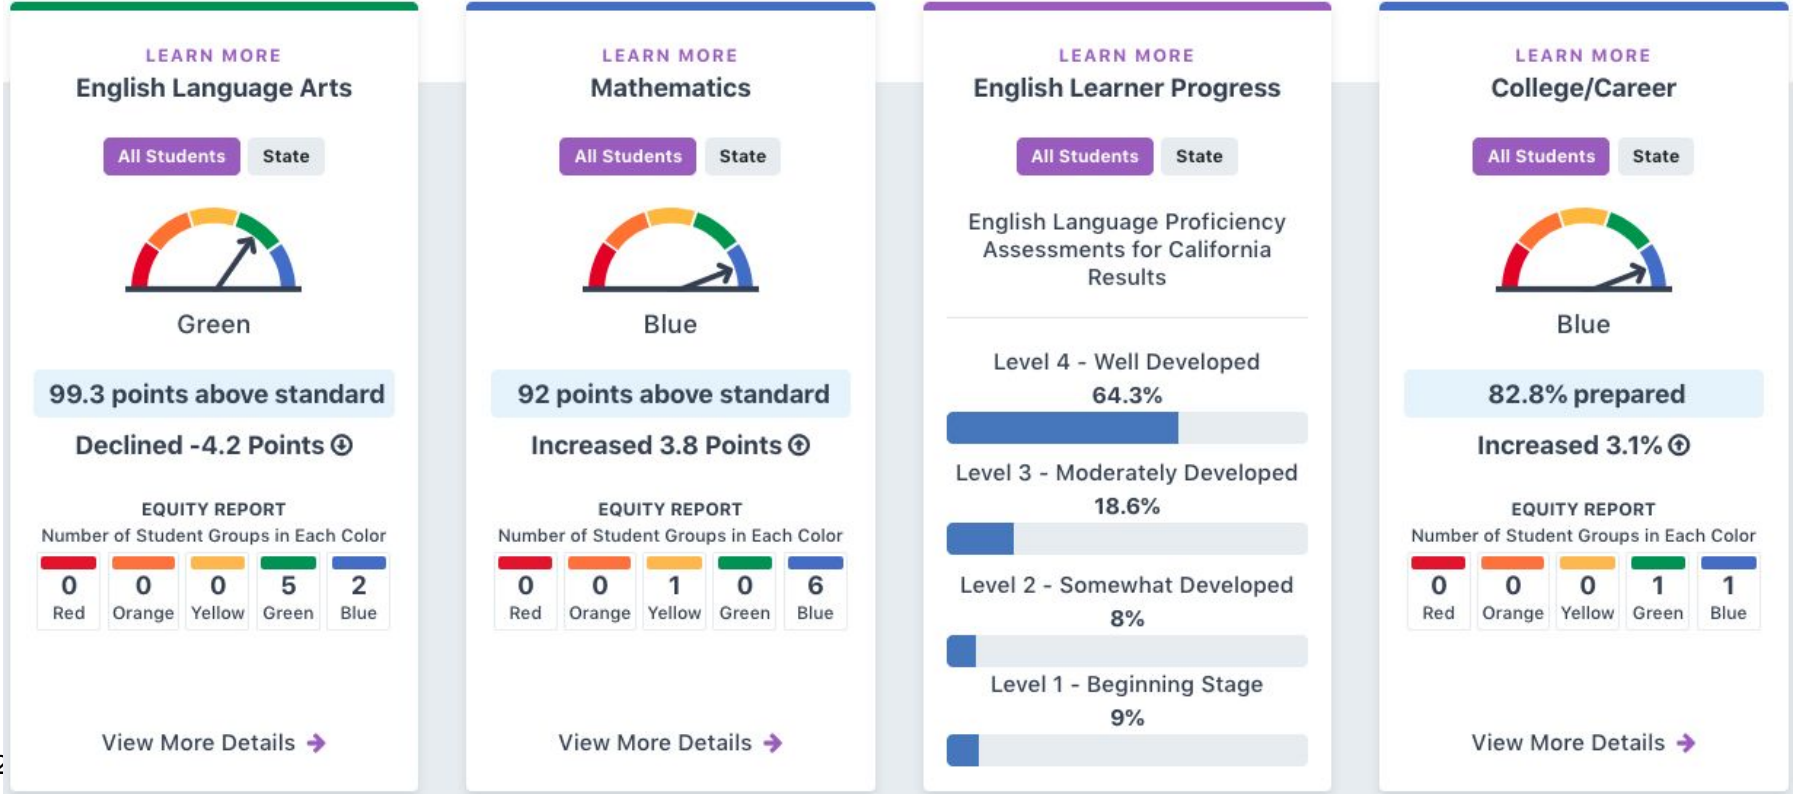 LEARN MORE
English Language Arts
All Students State
Green
99.3 points above standard
Declined -4.2 Points
EQUITY REPORT
Number of Student Groups in Each Color
0 0 0 5 2
Red Orange Yellow Green Blue
View More Details
LEARN MORE
Mathematics
All Students State
Blue
92 points above standard
Increased 3.8 Points
EQUITY REPORT
Number of Student Groups in Each Color
0 0 1 0 6
Red Orange Yellow Green Blue
View More Details
LEARN MORE
English Learner Progress
All Students State
English Language Proficiency
Assessments for California
Results
Level 4 - Well Developed
64.3%
Level 3 - Moderately Developed
18.6%
Level 2 - Somewhat Developed
8%
Level 1 - Beginning Stage
9%
LEARN MORE
College/Career
All Students State
Blue
82.8% prepared
Increased 3.1%
EQUITY REPORT
Number of Student Groups in Each Color
0 0 0 1 1
Red Orange Yellow Green Blue
View More Details